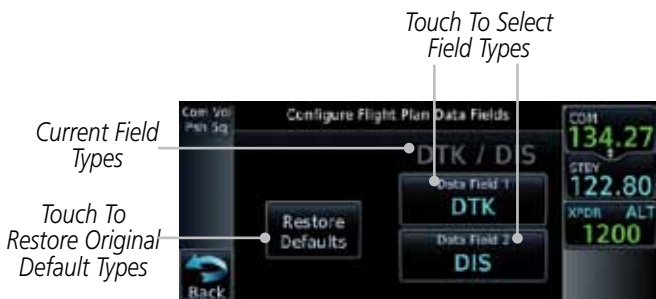 Touch To Select
Field Types
Current Field
Types
Touch To
Restore Original
Default Types
Com Vol
Psh Sq
Configure Flight Plan Data Fields
DTK / DIS
Data Field 1
DTK
Restore
Defaults
Data Field 2
DIS
Back
COM
134.27
STBY
122.80
XPDR ALT
1200